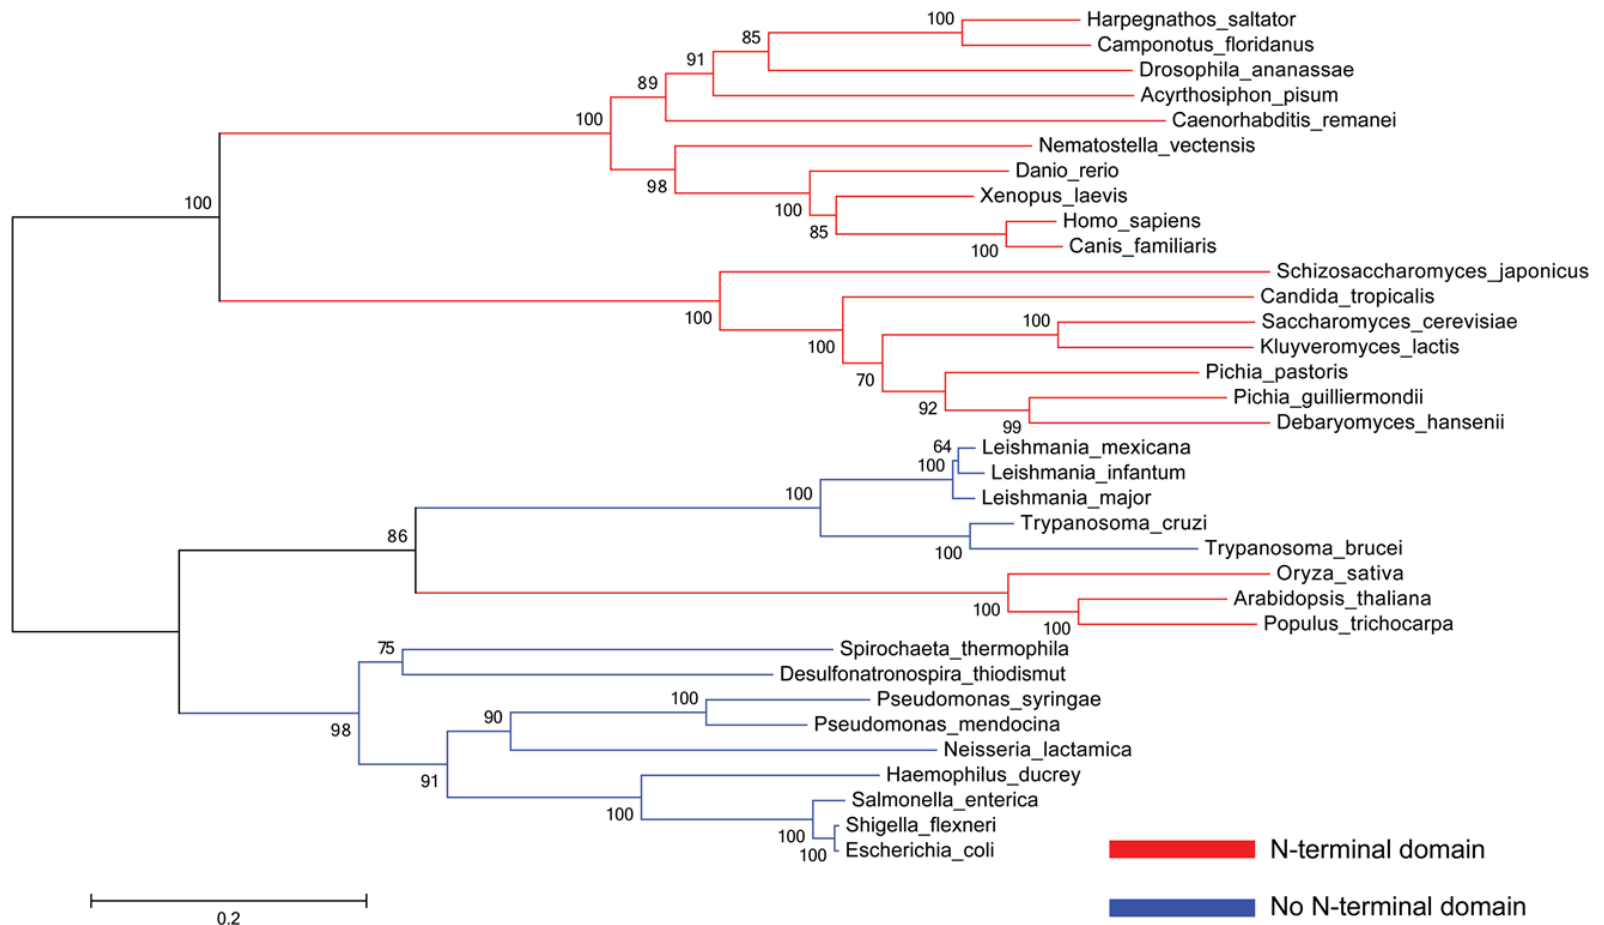 100
Harpegnathos_saltator
Camponotus_floridanus
85
Drosophila_ananassae
91
Acyrthosiphon_pisum
89
Caenorhabditis_remanei
100
Nematostella_vectensis
98
Danio_rerio
Xenopus_laevis
100
Homo_sapiens
85
Canis_familiaris
100
100
Schizosaccharomyces_japonicus
Candida_tropicalis
100
100
Saccharomyces_cerevisiae
Kluyveromyces_lactis
100
Pichia_pastoris
70
Pichia_guilliermondii
92
Debaryomyces_hansenii
99
64
Leishmania_mexicana
100
Leishmania_infantum
100
Leishmania_major
Trypanosoma_cruzi
86
100
Trypanosoma_brucei
Oryza_sativa
100
Arabidopsis_thaliana
100
Populus_trichocarpa
75
Spirochaeta_thermophila
Desulfonatronospira_thiodismut
98
100
Pseudomonas_syringae
90
Pseudomonas_mendocina
Neisseria_lactamica
91
Haemophilus_ducrey
100
Salmonella_enterica
100
Shigella_flexneri
100
Escherichia_coli
N-terminal domain
No N-terminal domain
0.2